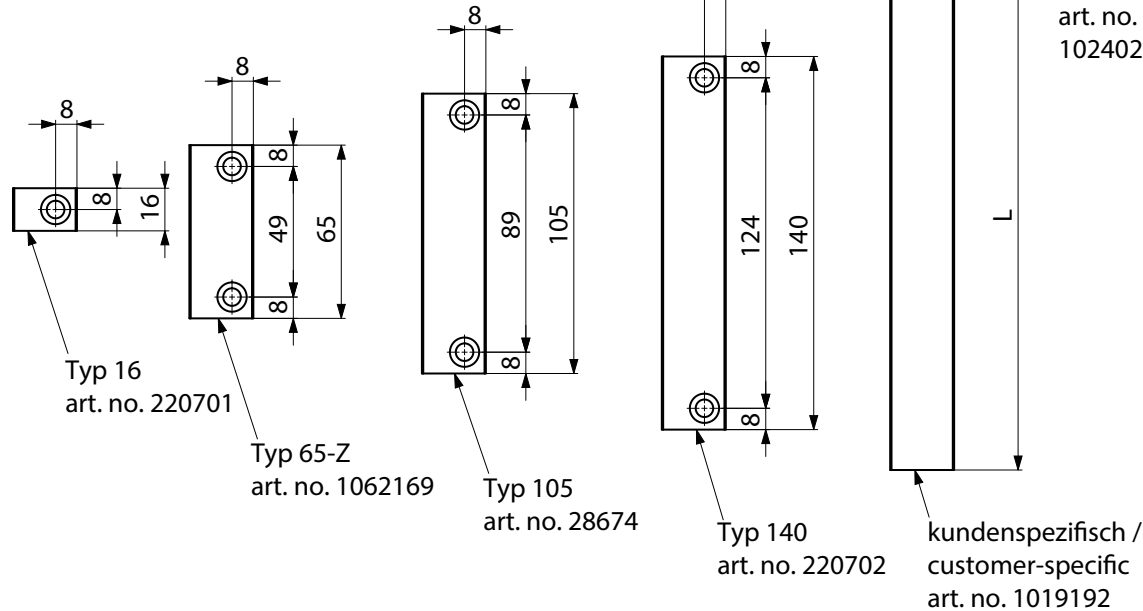 8
8
16
Typ 16
art. no. 220701
8
8
49
65
8
Typ 65-Z
art. no. 1062169
8
8
89
105
8
Typ 105
art. no. 28674
8
124
140
8
Typ 140
art. no. 220702
L
kundenspezifisch /
customer-specific
art. no. 1019192
art. no.
102402